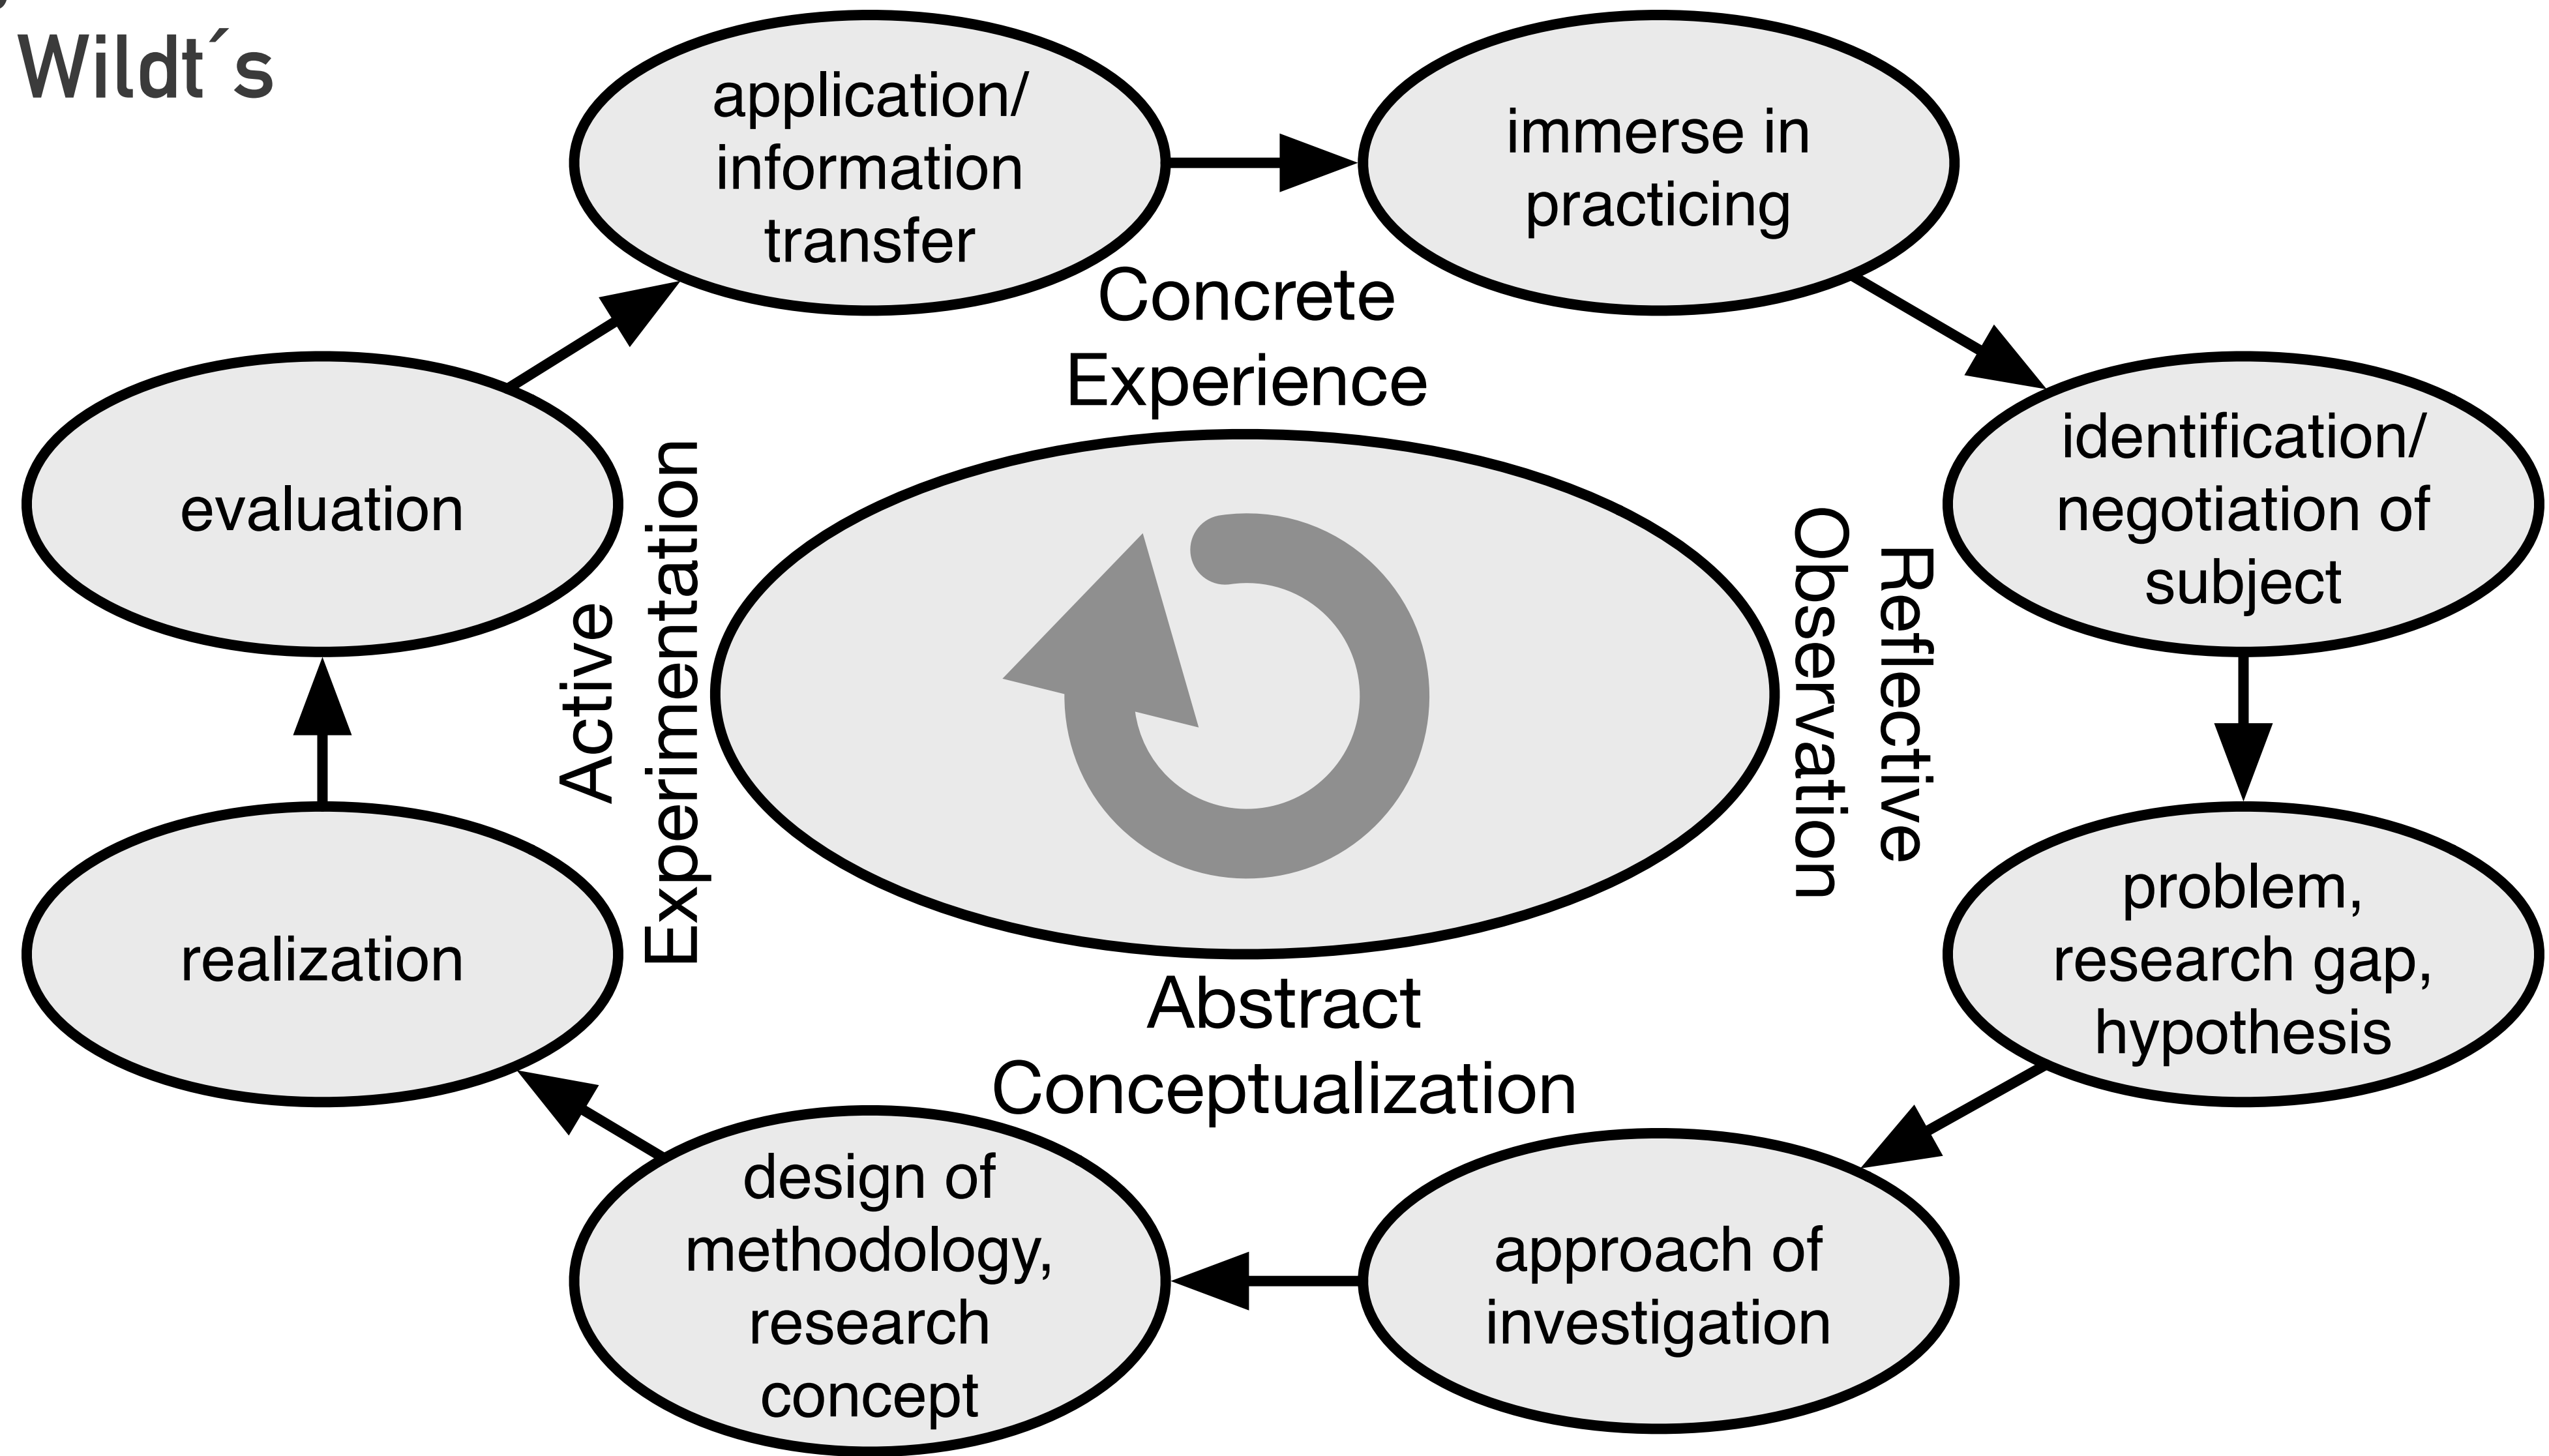 Wildt´s
application/
information
transfer
immerse in
practicing
Concrete
Experience
identification/
negotiation of
subject
Reflective
Observation
problem,
research gap,
hypothesis
approach of
investigation
Abstract
Conceptualization
design of
methodology,
research
concept
realization
evaluation
Active
Experimentation